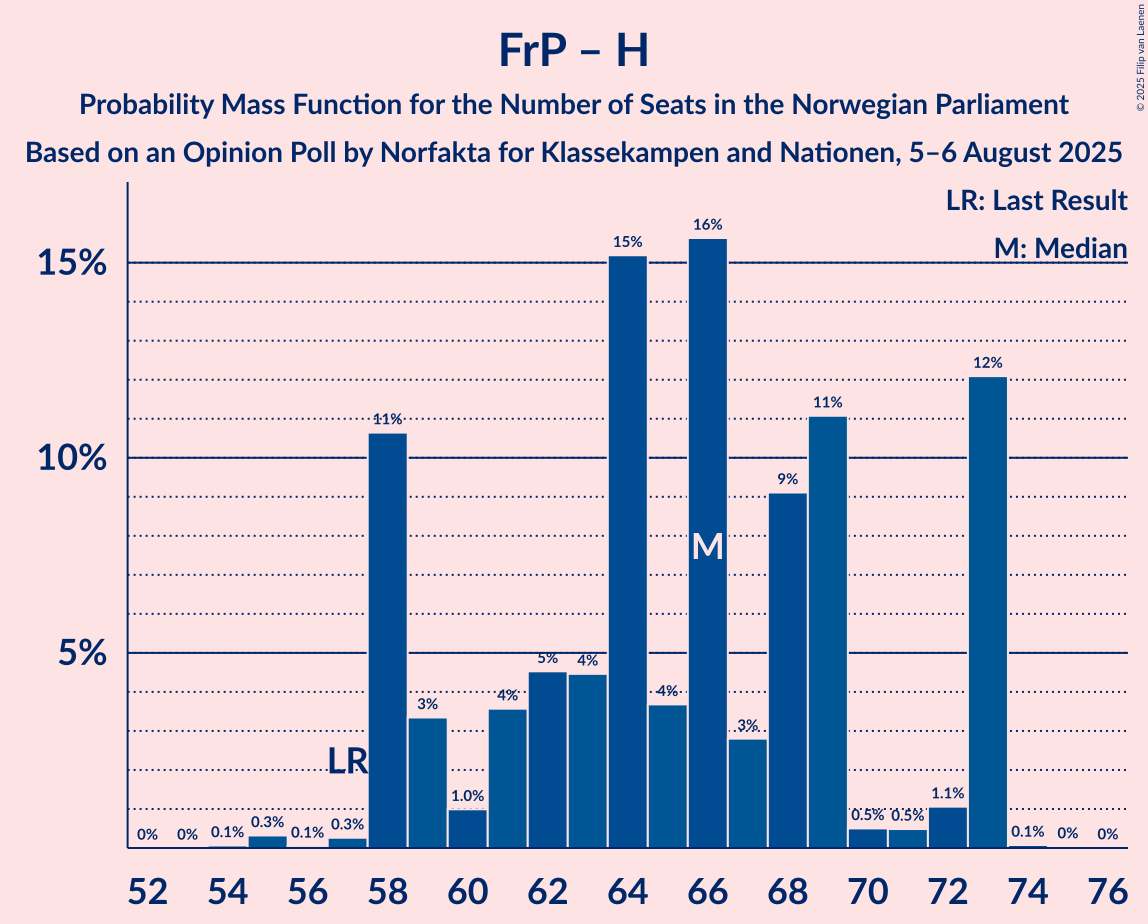 FrP – H
Probability Mass Function for the Number of Seats in the Norwegian Parliament
Based on an Opinion Poll by Norfakta for Klassekampen and Nationen, 5–6 August 2025
© 2025 Filip van Laenen
LR: Last Result
M: Median
15%
10%
5%
0% 0% 0.1% 0.3% 0.1% 0.3% 11% 3% 1.0% 4% 5% 4% 15% 4% 16% 3% 9% 11% 0.5% 0.5% 1.1% 12% 0.1% 0% 0%
LR
M
52 54 56 58 60 62 64 66 68 70 72 74 76